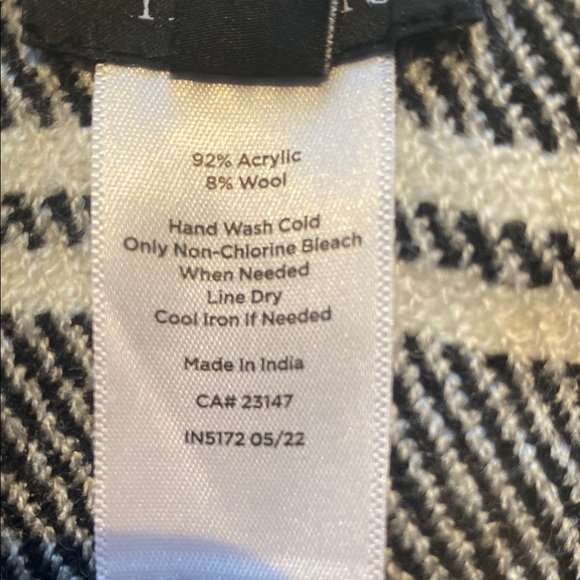 92% Acrylic
8% Wool
Hand Wash Cold
Only Non-Chlorine Bleach
When Needed
Line Dry
Cool Iron If Needed
Made In India
CA# 23147
IN5172 05/22